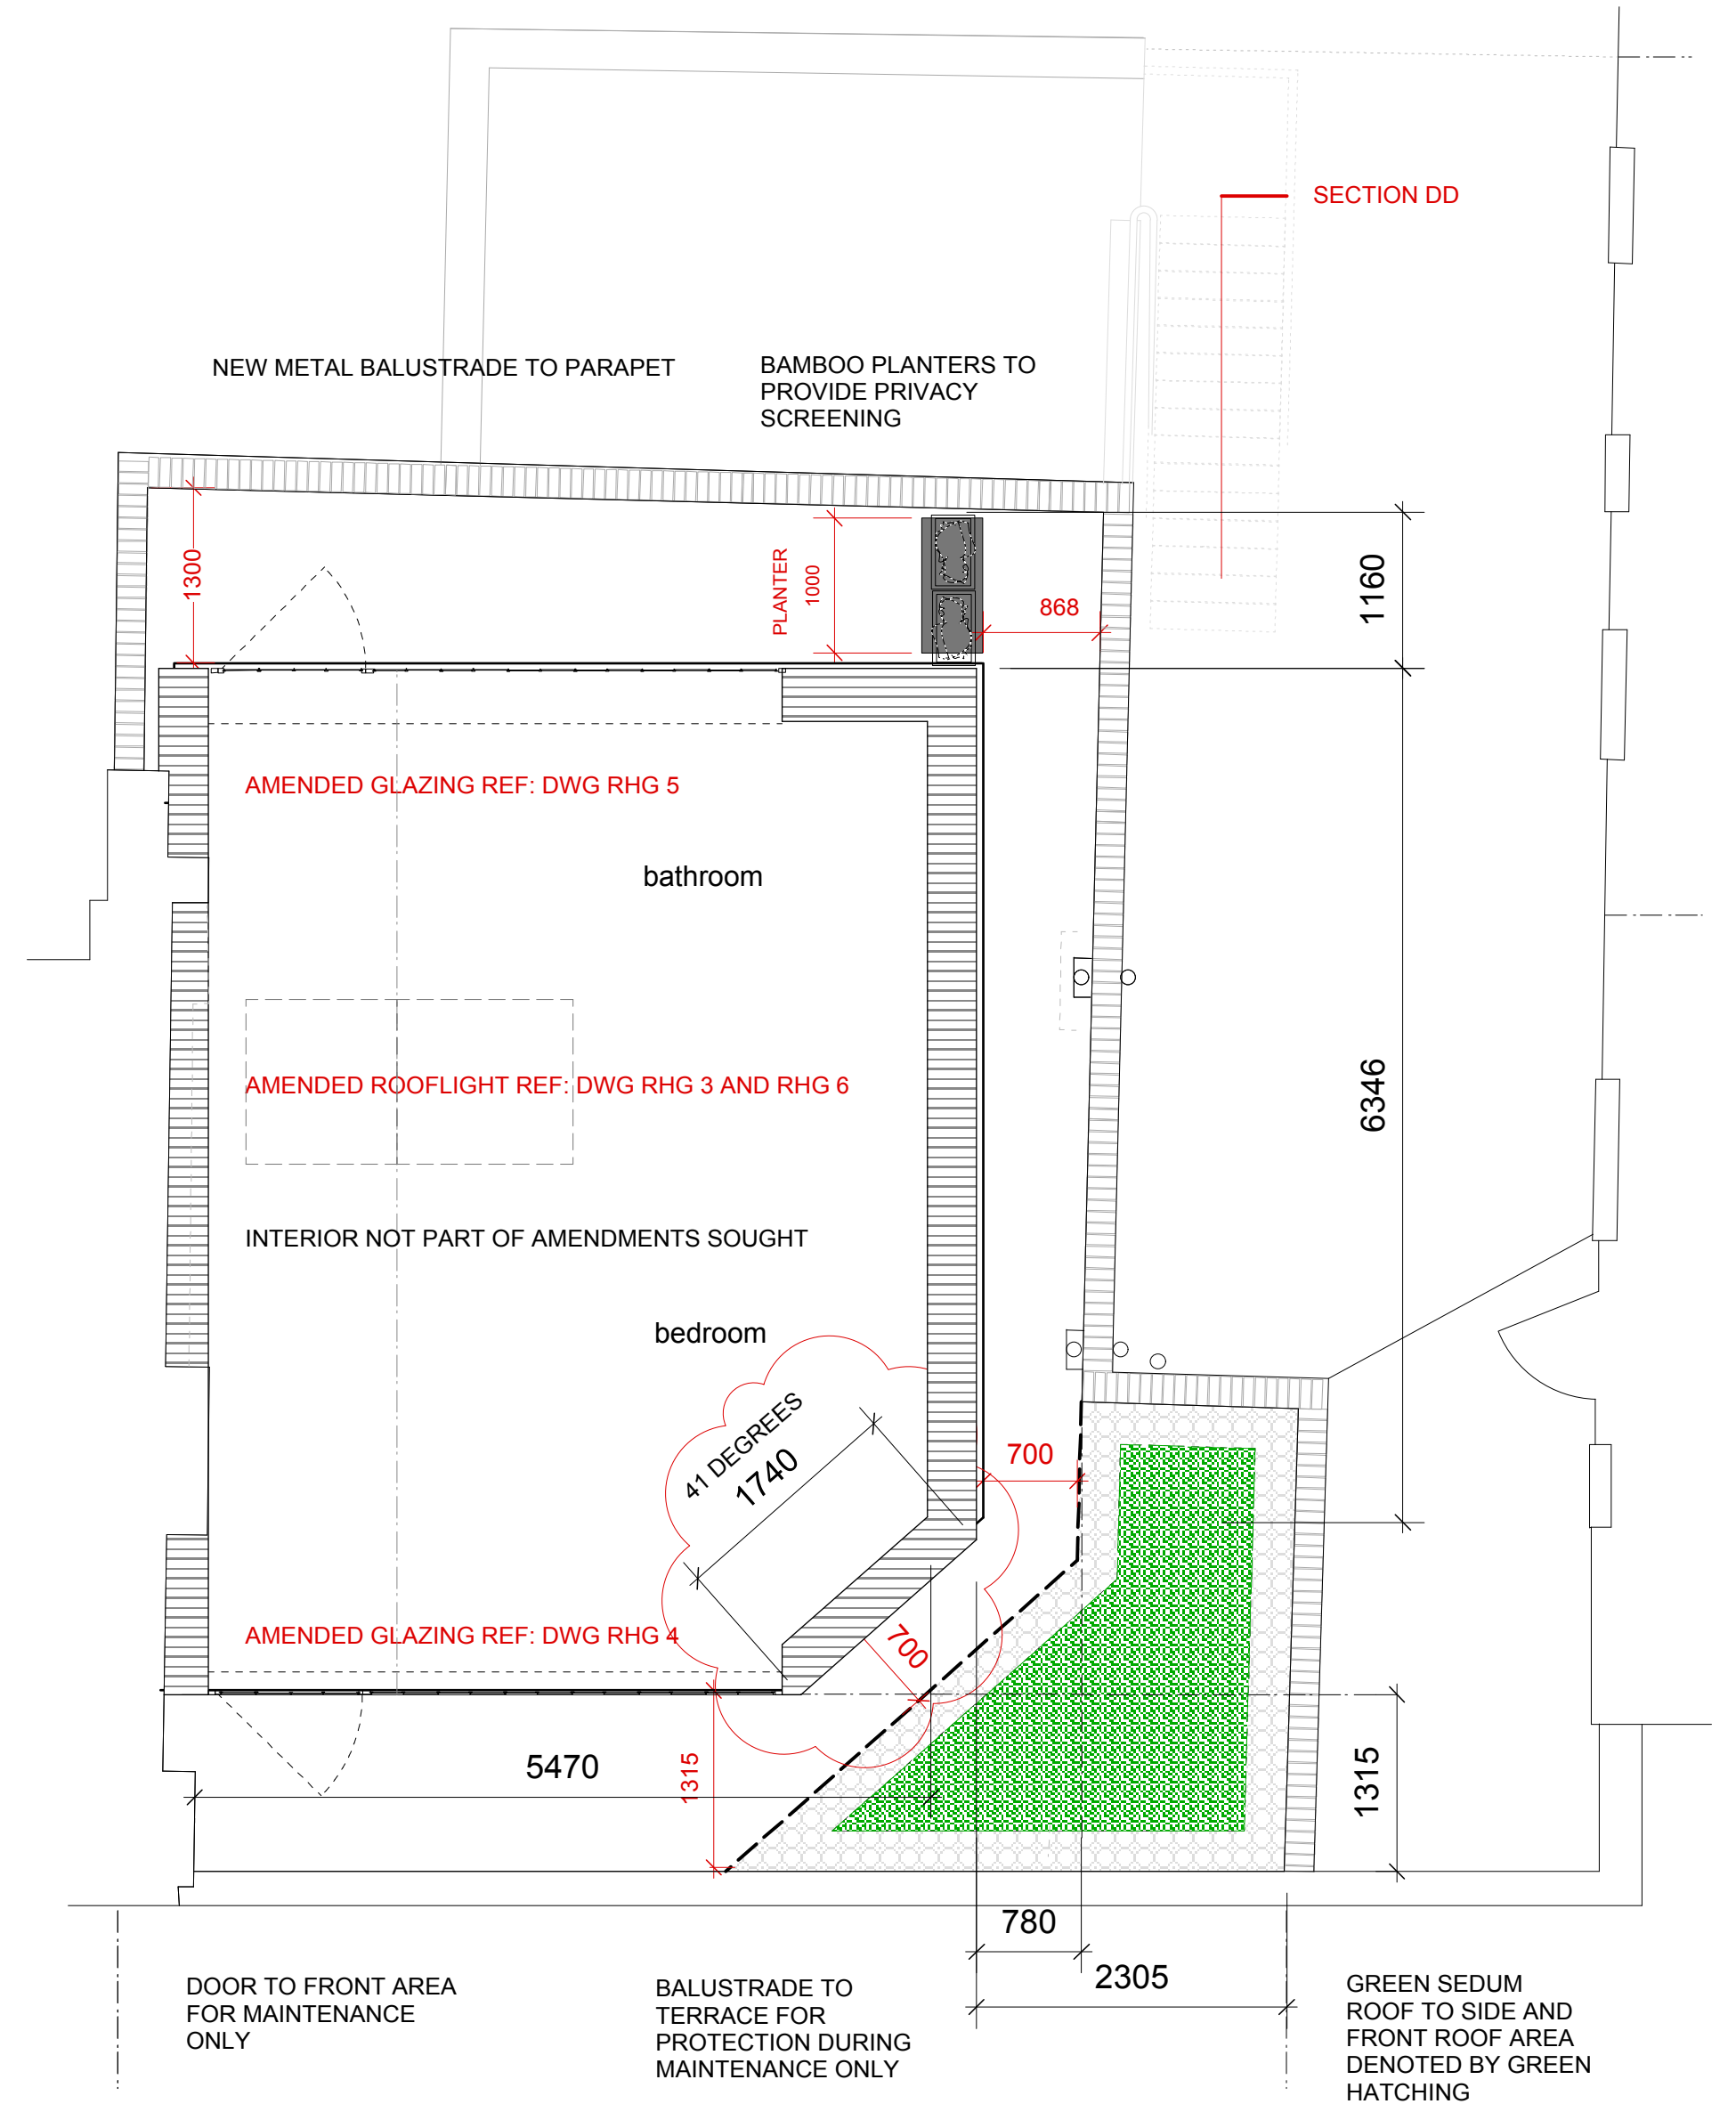 SECTION DD
NEW METAL BALUSTRADE TO PARAPET
BAMBOO PLANTERS TO
PROVIDE PRIVACY
SCREENING
1300
PLANTER
1000
868
1160
AMENDED GLAZING REF: DWG RHG 5
bathroom
6346
AMENDED ROOFLIGHT REF: DWG RHG 3 AND RHG 6
INTERIOR NOT PART OF AMENDMENTS SOUGHT
bedroom
41 DEGREES
1740
700
AMENDED GLAZING REF: DWG RHG 4
700
5470
1315
1315
780
2305
DOOR TO FRONT AREA
FOR MAINTENANCE
ONLY
BALUSTRADE TO
TERRACE FOR
PROTECTION DURING
MAINTENANCE ONLY
GREEN SEDUM
ROOF TO SIDE AND
FRONT ROOF AREA
DENOTED BY GREEN
HATCHING